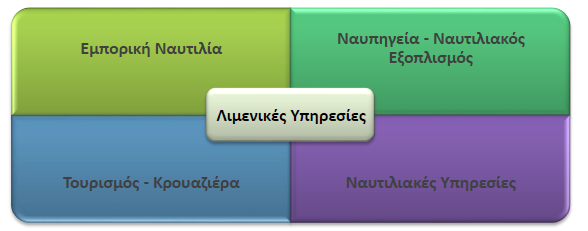 Εμπορική Ναυτιλία
Ναυπηγεία - Ναυτιλιακός
Εξοπλισμός
Λιμενικές Υπηρεσίες
Τουρισμός - Κρουαζιέρα
Ναυτιλιακές Υπηρεσίες